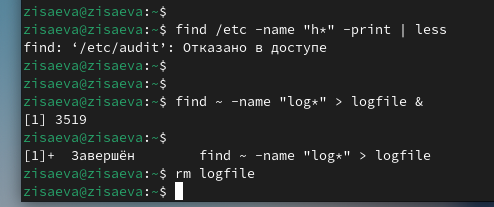 zisaeva@zisaeva:~$
zisaeva@zisaeva:~$ find /etc -name "h*" -print | less
find: ‘/etc/audit’: Отказано в доступе
zisaeva@zisaeva:~$
zisaeva@zisaeva:~$
zisaeva@zisaeva:~$ find ~ -name "log*" > logfile &
[1] 3519
zisaeva@zisaeva:~$
[1]+  Завершён        find ~ -name "log*" > logfile
zisaeva@zisaeva:~$ rm logfile
zisaeva@zisaeva:~$